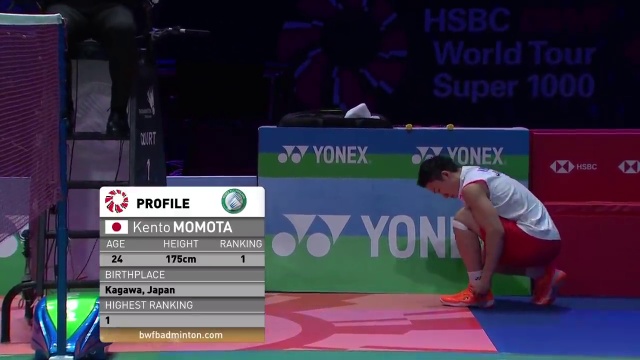 HSBC
World Tour
Super 1000
YONEX
HSBC
YONEX
COURT
1
PROFILE
Kento MOMOTA
AGE HEIGHT RANKING
24 175cm 1
BIRTHPLACE
Kagawa, Japan
HIGHEST RANKING
1
bwfbadminton.com